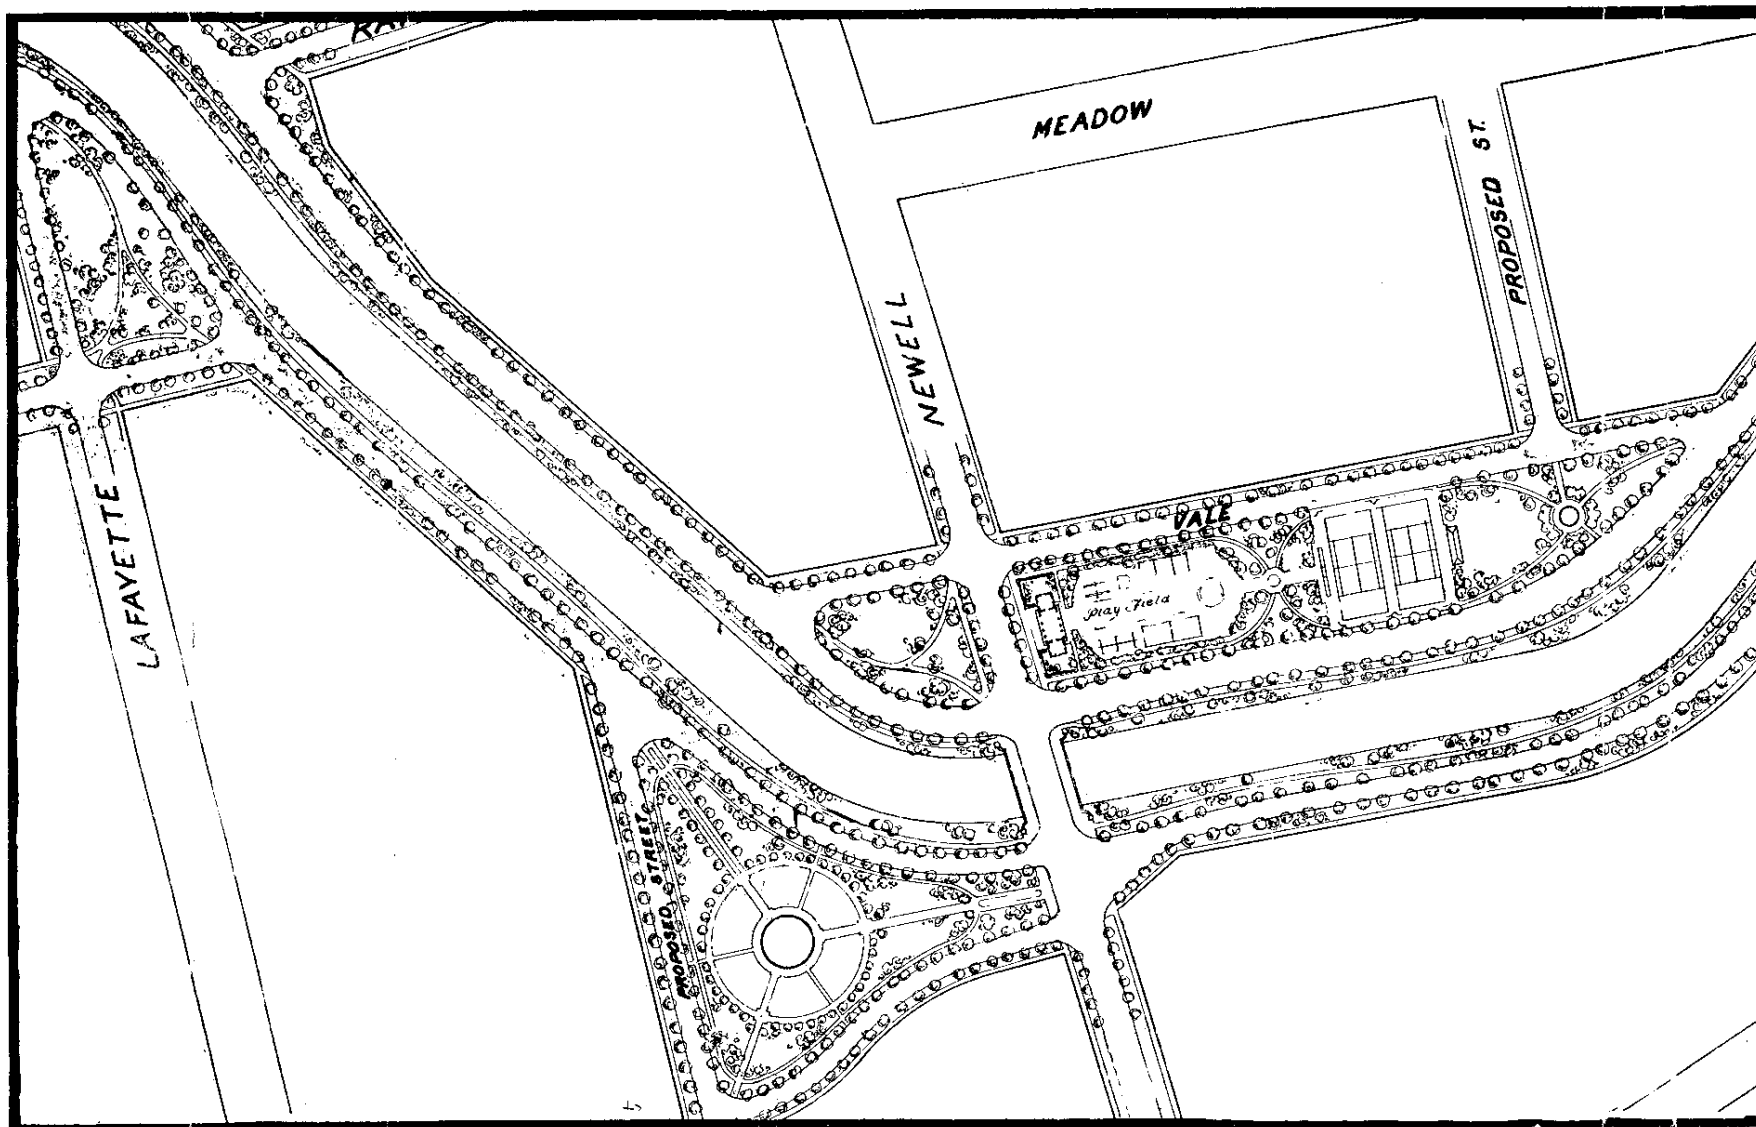 MEADOW
PROPOSED ST.
NEWELL
LAFAYETTE
VALE
Play Field
PROPOSED STREET